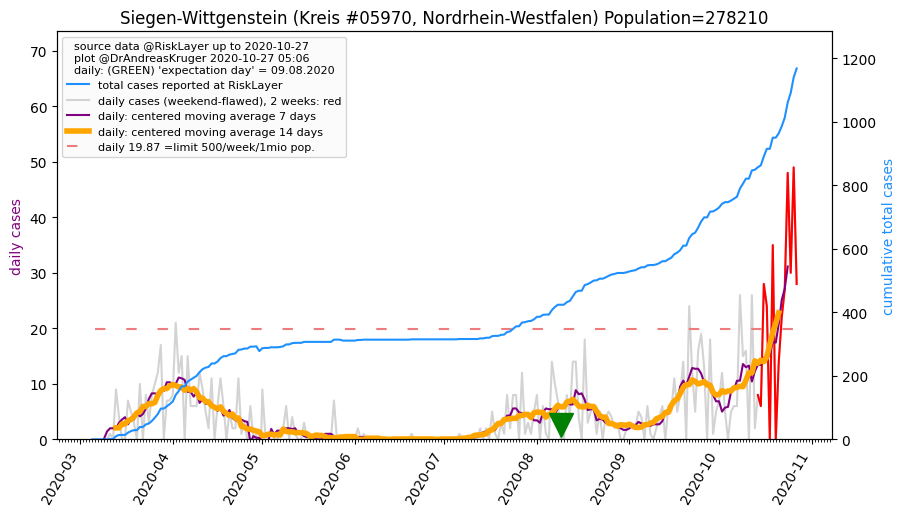 Siegen-Wittgenstein (Kreis #05970, Nordrhein-Westfalen) Population=278210
source data @RiskLayer up to 2020-10-27
plot @DrAndreasKruger 2020-10-27 05:06
daily: (GREEN) 'expectation day' = 09.08.2020
total cases reported at RiskLayer
daily cases (weekend-flawed), 2 weeks: red
daily: centered moving average 7 days
daily: centered moving average 14 days
daily 19.87 =limit 500/week/1mio pop.
daily cases
70
60
50
40
30
20
10
0
cumulative total cases
1200
1000
800
600
400
200
0
2020-03
2020-04
2020-05
2020-06
2020-07
2020-08
2020-09
2020-10
2020-11